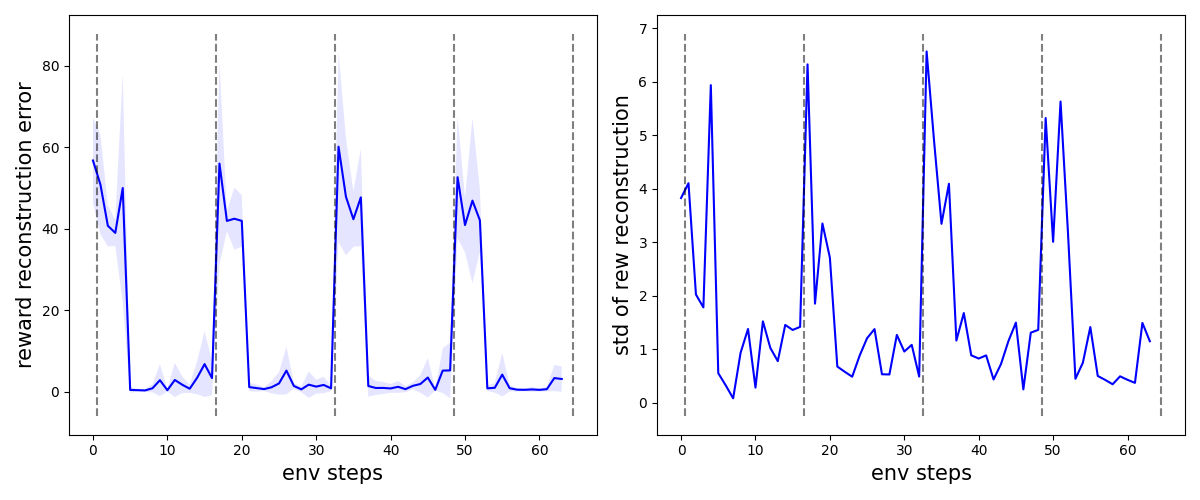 reward reconstruction error
80
60
40
20
0
0 10 20 30 40 50 60
env steps
std of rew reconstruction
7
6
5
4
3
2
1
0
0 10 20 30 40 50 60
env steps